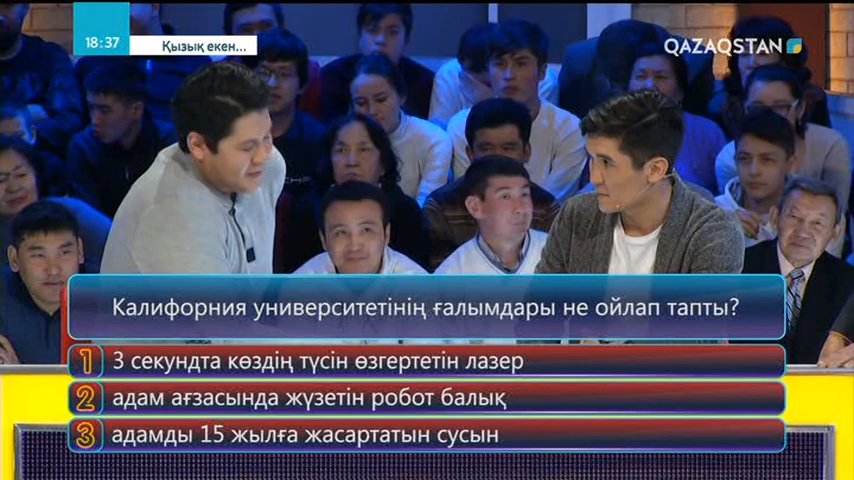 18:37
Қызық екен...
QAZAQSTAN
Калифорния университетінің ғалымдары не ойлап тапты?
1 3 секундта көздің түсін өзгертетін лазер
2 адам ағзасында жүзетін робот балық
3 адамды 15 жылға жасартатын сусын